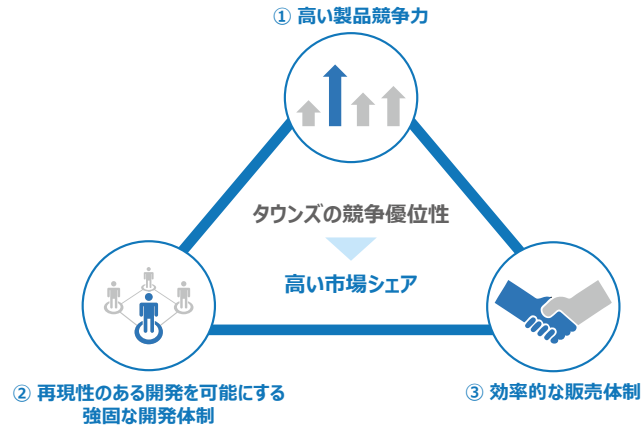 ① 高い製品競争力
タウンズの競争優位性
高い市場シェア
② 再現性のある開発を可能にする
強固な開発体制
③ 効率的な販売体制